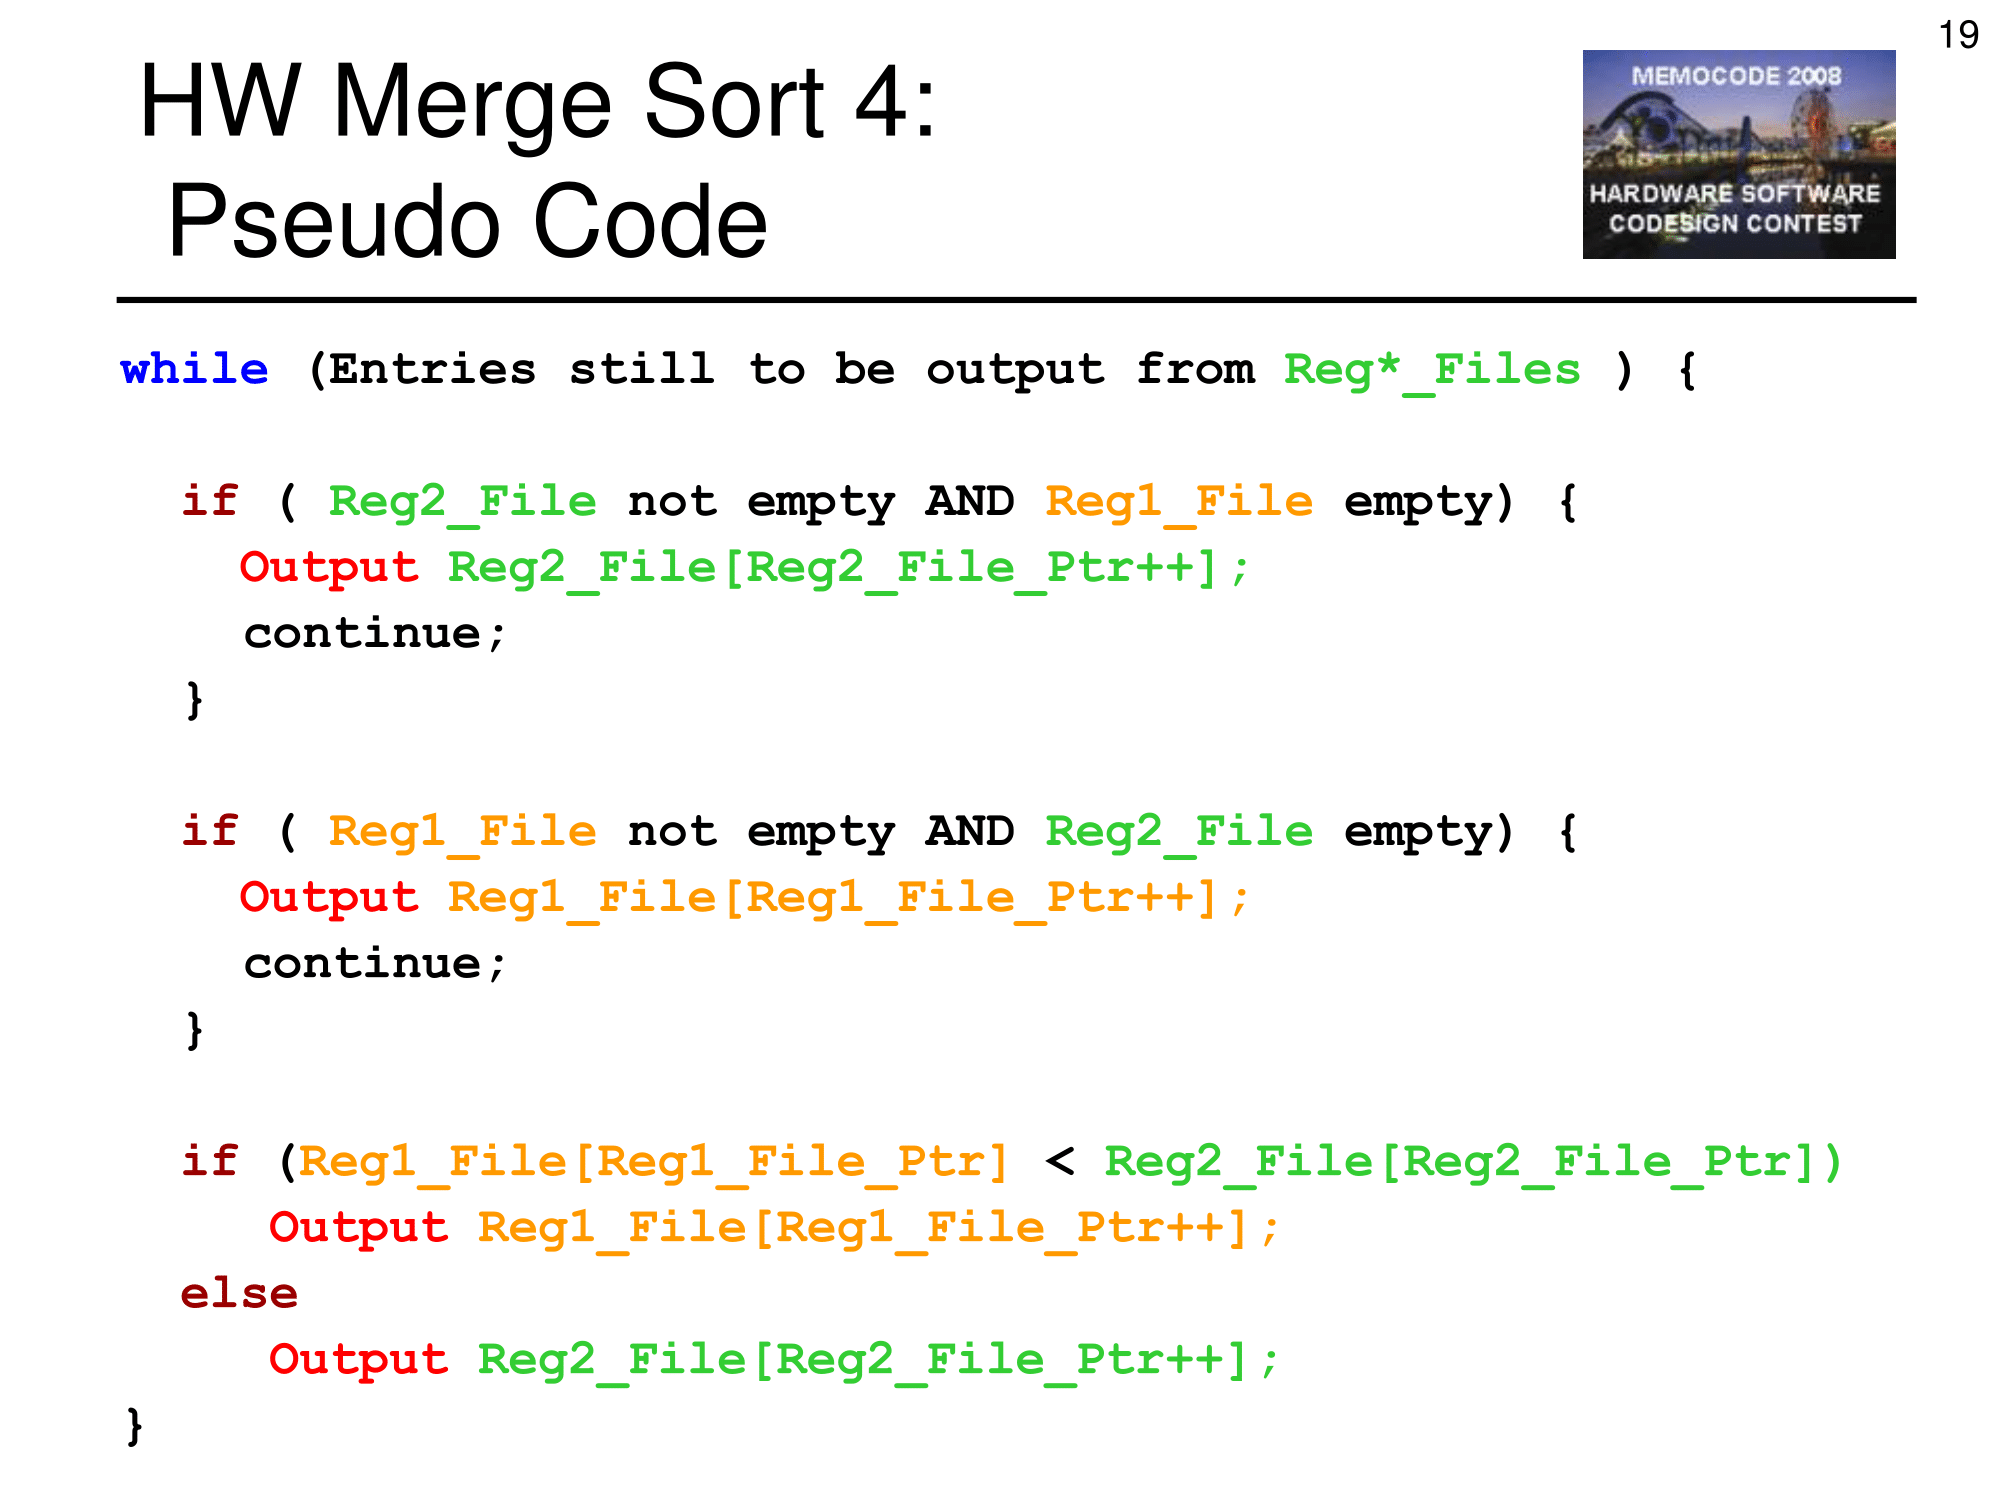 19
HW Merge Sort 4:
Pseudo Code
MEMOCODE 2008
HARDWARE SOFTWARE
CODESIGN CONTEST
while (Entries still to be output from Reg*_Files ) {
if ( Reg2_File not empty AND Reg1_File empty) {
Output Reg2_File[Reg2_File_Ptr++];
continue;
}
if ( Reg1_File not empty AND Reg2_File empty) {
Output Reg1_File[Reg1_File_Ptr++];
continue;
}
if (Reg1_File[Reg1_File_Ptr] < Reg2_File[Reg2_File_Ptr])
Output Reg1_File[Reg1_File_Ptr++];
else
Output Reg2_File[Reg2_File_Ptr++];
}